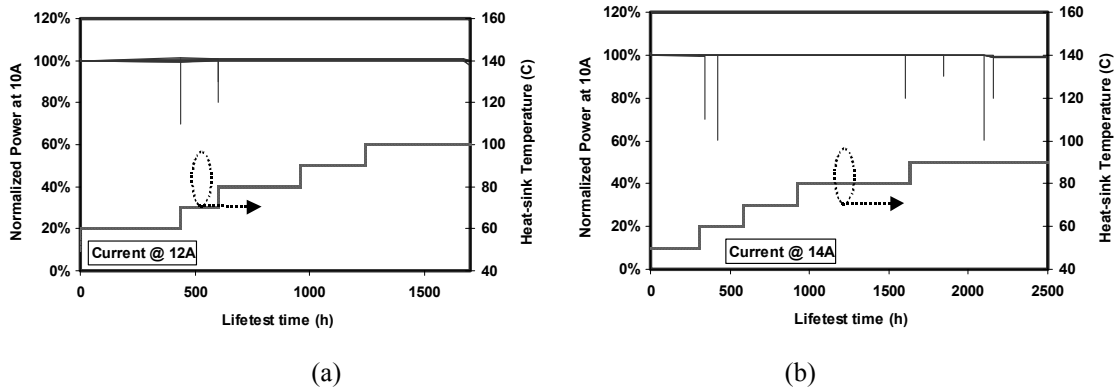 120%
100%
80%
60%
40%
20%
0%
Normalized Power at 10A
160
140
120
100
80
60
40
Heat-sink Temperature (C)
Current @ 12A
0 500 1000 1500
Lifetest time (h)
(a)
120%
100%
80%
60%
40%
20%
0%
Normalized Power at 10A
160
140
120
100
80
60
40
Heat-sink Temperature (C)
Current @ 14A
0 500 1000 1500 2000 2500
Lifetest time (h)
(b)